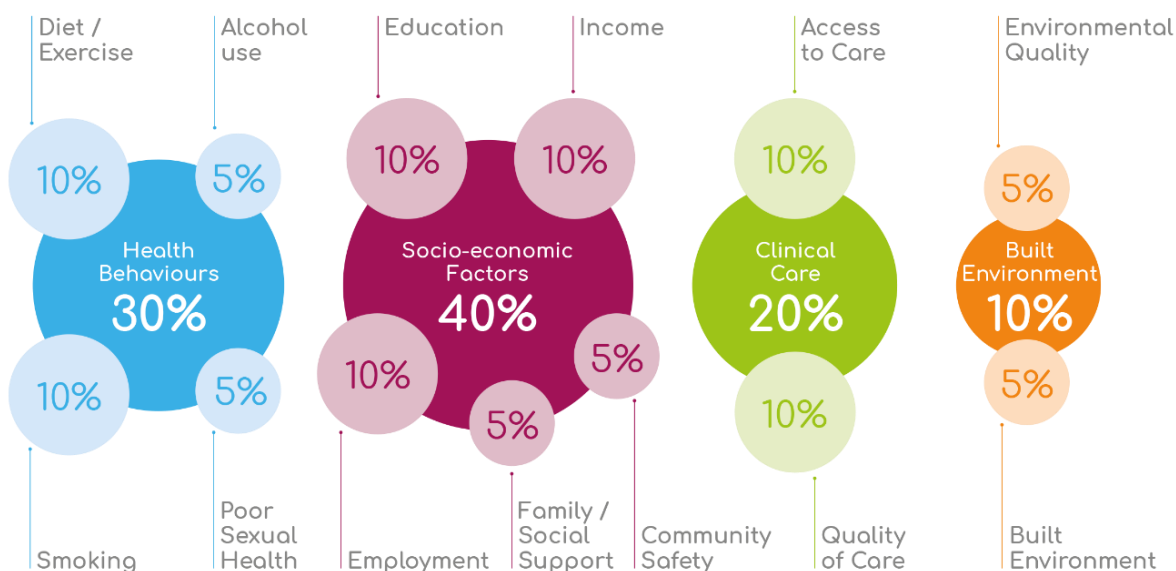 Diet /
Exercise
Alcohol
use
Education
Income
Access
to Care
Environmental
Quality
10%
5%
10%
10%
10%
5%
Health
Behaviours
30%
Socio-economic
Factors
40%
Clinical
Care
20%
Built
Environment
10%
10%
5%
10%
5%
5%
10%
5%
Smoking
Poor
Sexual
Health
Employment
Family /
Social
Support
Community
Safety
Quality
of Care
Built
Environment